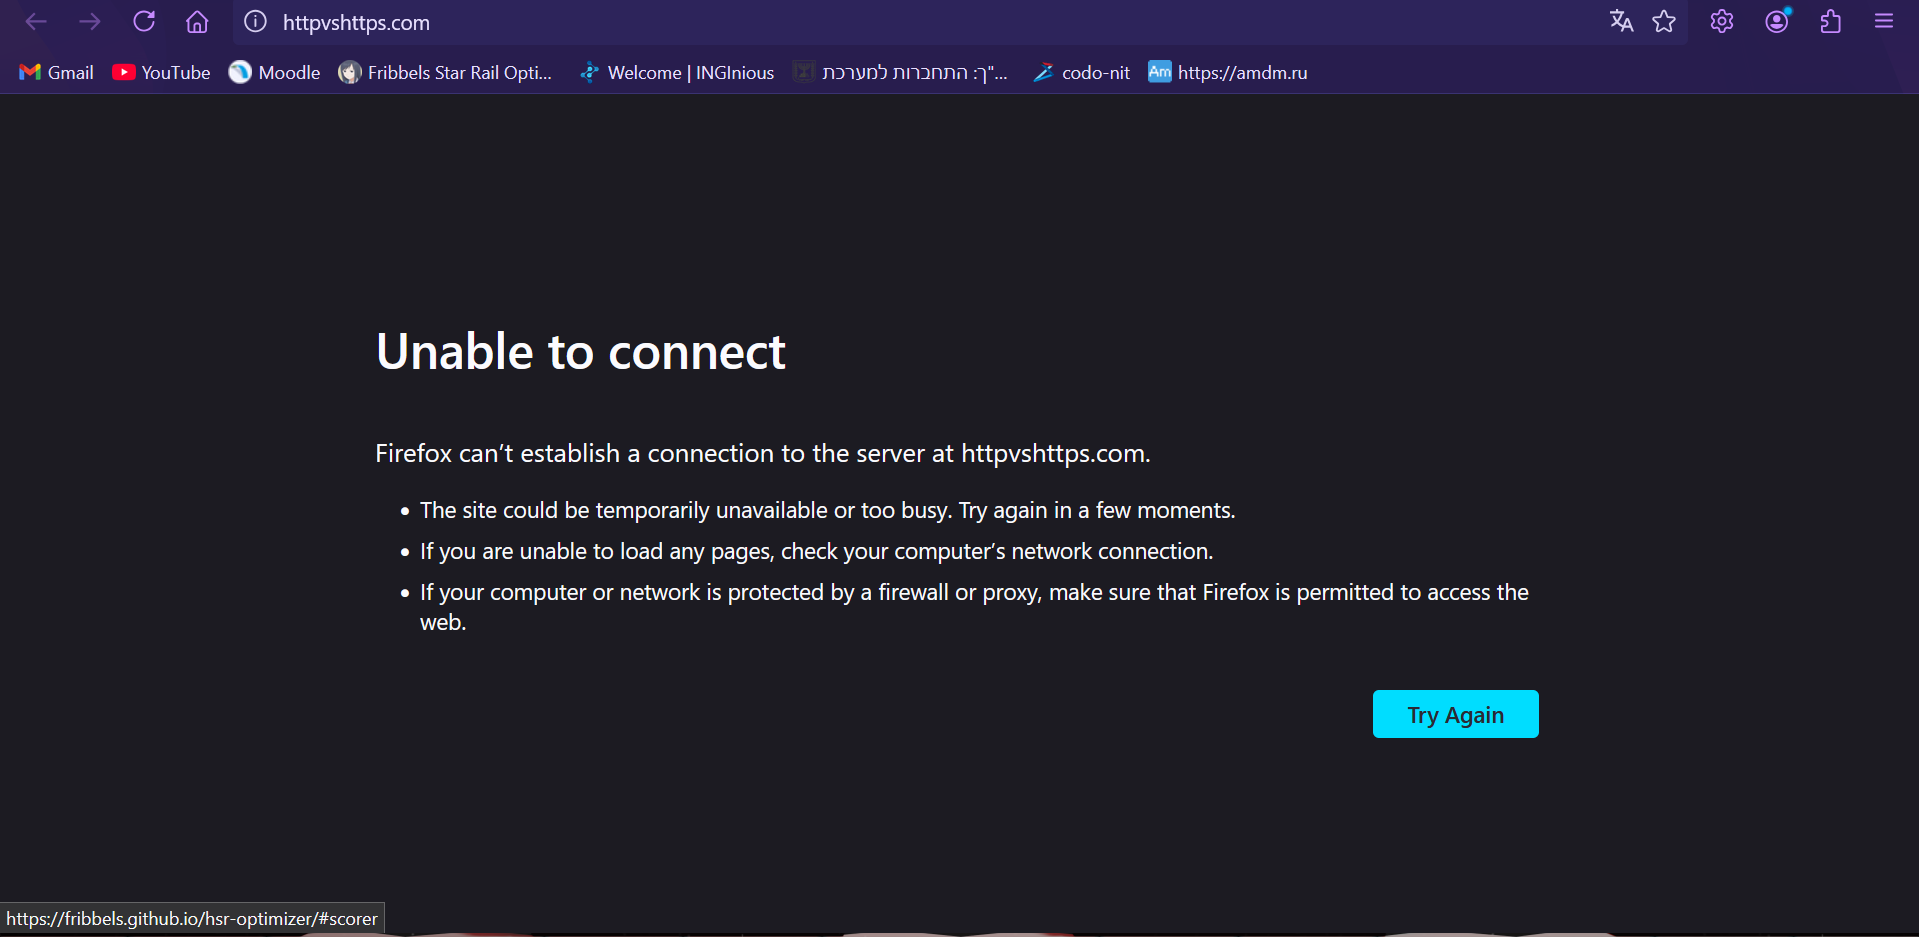 httpvshttps.com
Gmail YouTube Moodle Fribbels Star Rail Opti... Welcome | INGInious ך: התחברות למערכת"... codo-nit Am https://amdm.ru
Unable to connect
Firefox can’t establish a connection to the server at httpvshttps.com.
• The site could be temporarily unavailable or too busy. Try again in a few moments.
• If you are unable to load any pages, check your computer’s network connection.
• If your computer or network is protected by a firewall or proxy, make sure that Firefox is permitted to access the
web.
Try Again
https://fribbels.github.io/hsr-optimizer/#scorer